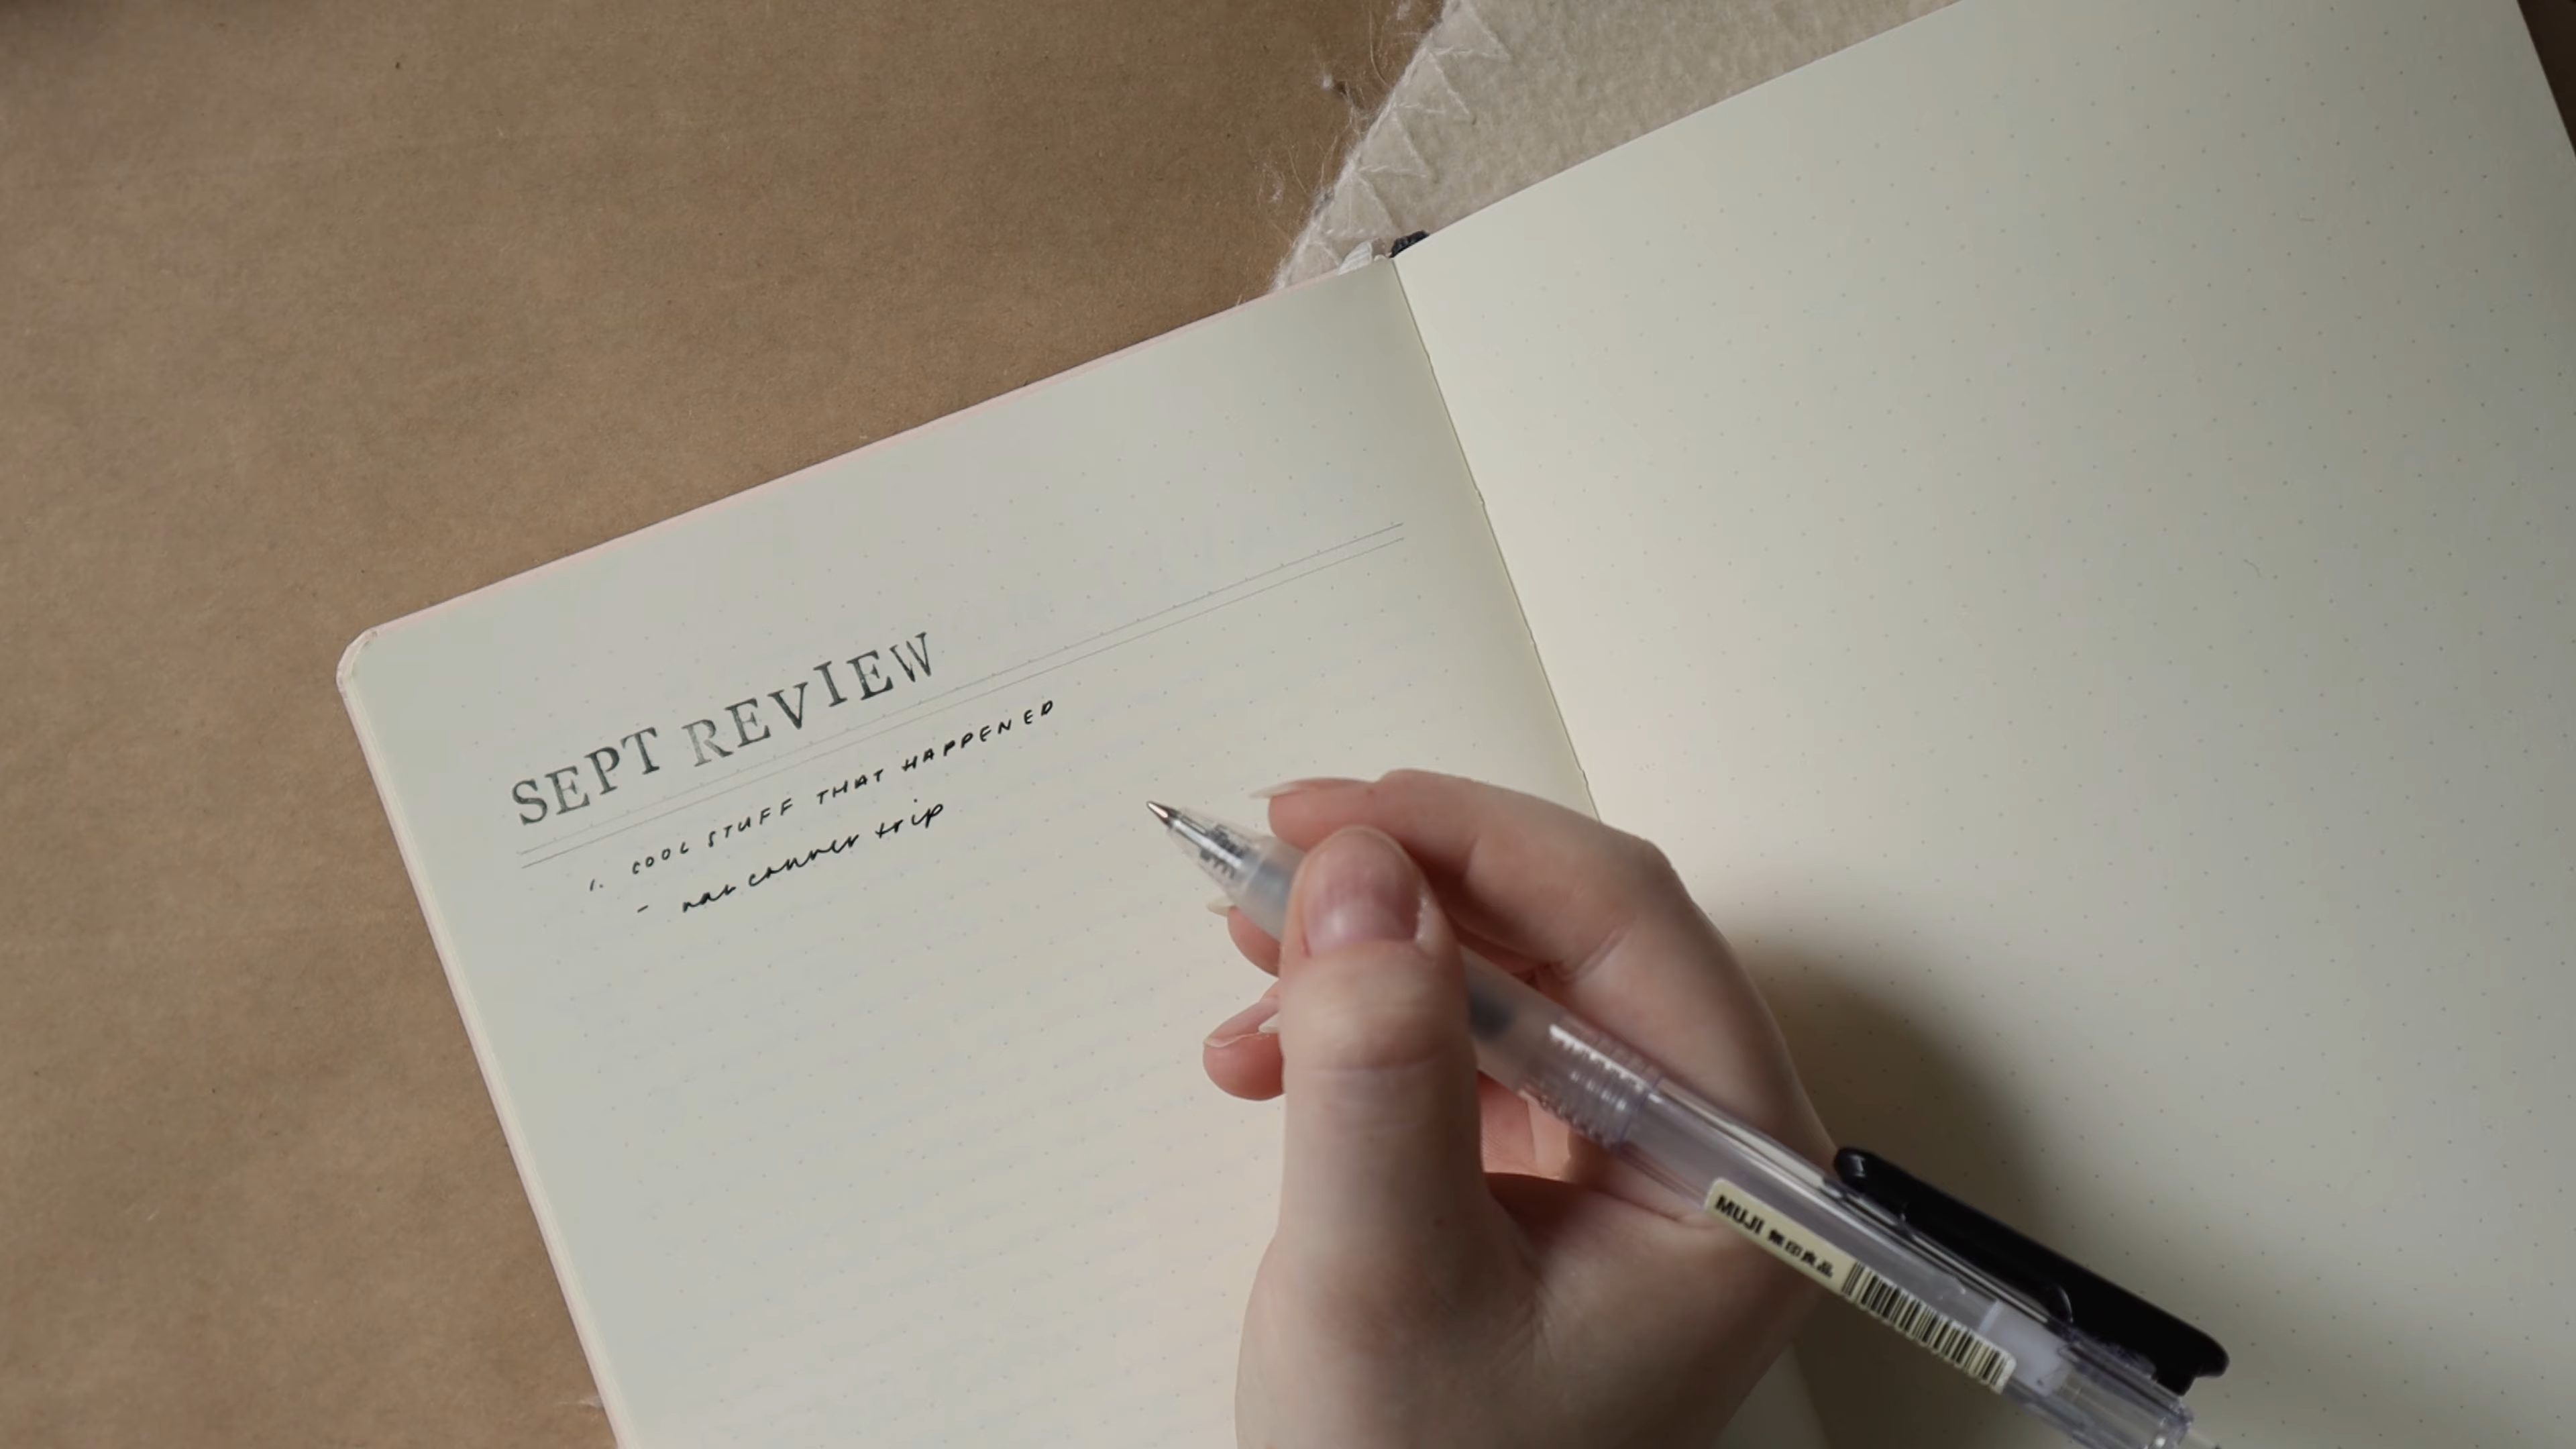 SEPT REVIEW
1. COOL STUFF THAT HAPPENED
- trip
MUJI 無印良品